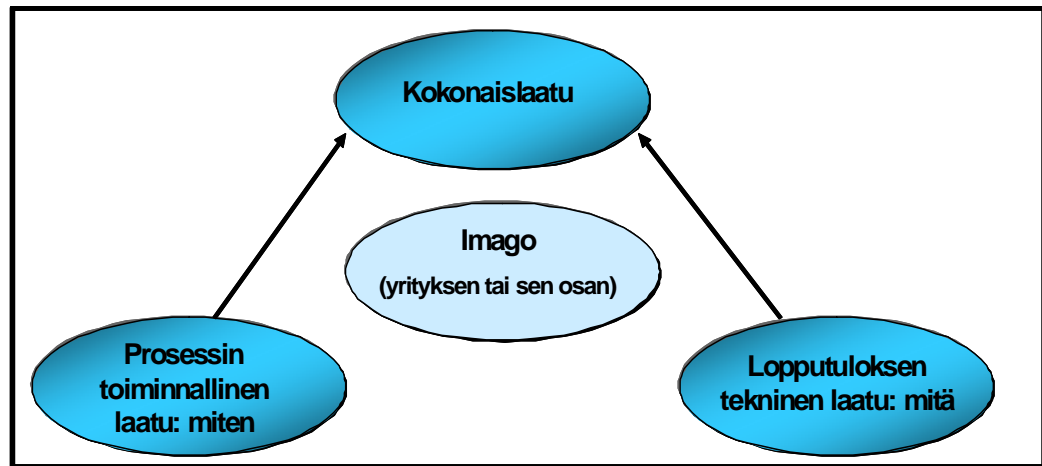 Kokonaislaatu
Imago
(yrityksen tai sen osan)
Prosessin
toiminnallinen
laatu: miten
Lopputuloksen
tekninen laatu: mitä